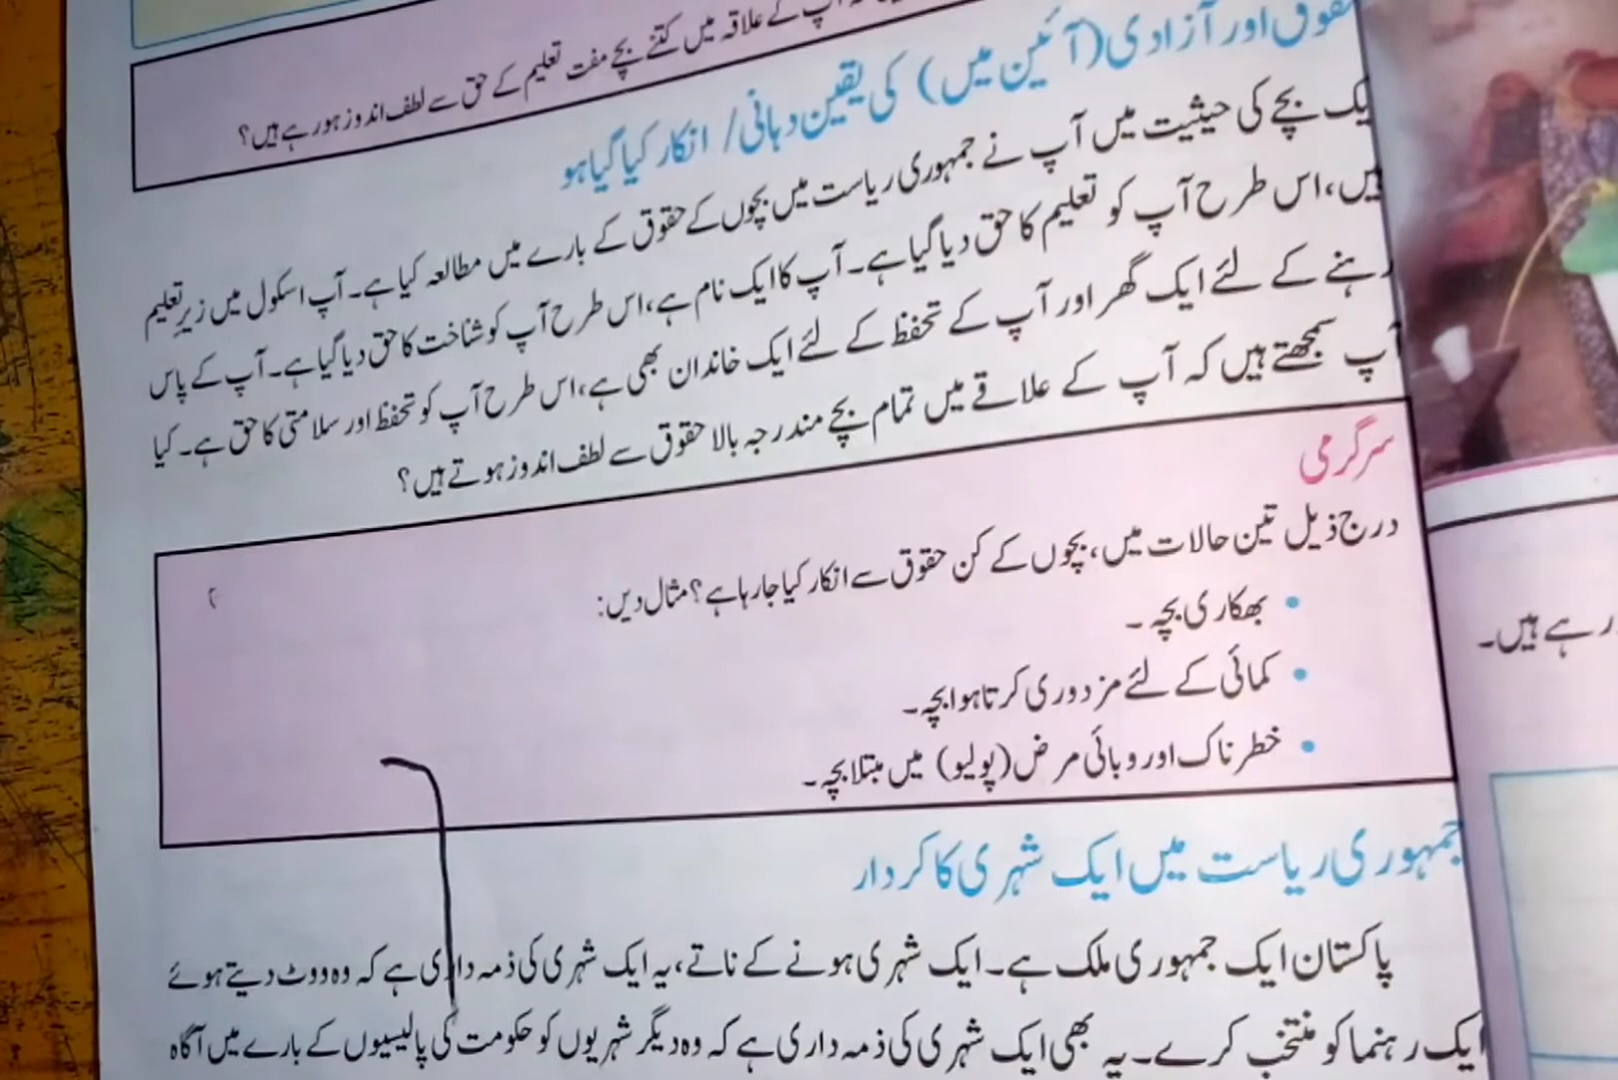 آپ کے علاقہ میں کتنے بچے مفت تعلیم کے حق سے لطف اندوز ہورہے ہیں؟
حقوق اور آزادی (آئین میں) کی یقین دہانی/ انکار کیا گیا ہو
ایک بچے کی حیثیت میں آپ نے جمہوری ریاست میں بچوں کے حقوق کے بارے میں مطالعہ کیا ہے۔ آپ اسکول میں زیرِ تعلیم
ہیں، اس طرح آپ کو تعلیم کا حق دیا گیا ہے۔ آپ کا ایک نام ہے، اس طرح آپ کو شناخت کا حق دیا گیا ہے۔ آپ کے پاس
رہنے کے لئے ایک گھر اور آپ کے تحفظ کے لئے ایک خاندان بھی ہے، اس طرح آپ کو تحفظ اور سلامتی کا حق ہے۔ کیا
آپ سمجھتے ہیں کہ آپ کے علاقے میں تمام بچے مندرجہ بالا حقوق سے لطف اندوز ہوتے ہیں؟
سرگرمی
درج ذیل تین حالات میں، بچوں کے کن حقوق سے انکار کیا جارہا ہے؟ مثال دیں:
• بھکاری بچہ۔
• کمائی کے لئے مزدوری کرتا ہوا بچہ۔
• خطرناک اور وبائی مرض (پولیو) میں مبتلا بچہ۔
جمہوری ریاست میں ایک شہری کا کردار
پاکستان ایک جمہوری ملک ہے۔ ایک شہری ہونے کے ناتے، یہ ایک شہری کی ذمہ داری ہے کہ وہ ووٹ دیتے ہوئے
ایک رہنما کو منتخب کرے۔ یہ بھی ایک شہری کی ذمہ داری ہے کہ وہ دیگر شہریوں کو حکومت کی پالیسیوں کے بارے میں آگاہ
رہے ہیں۔